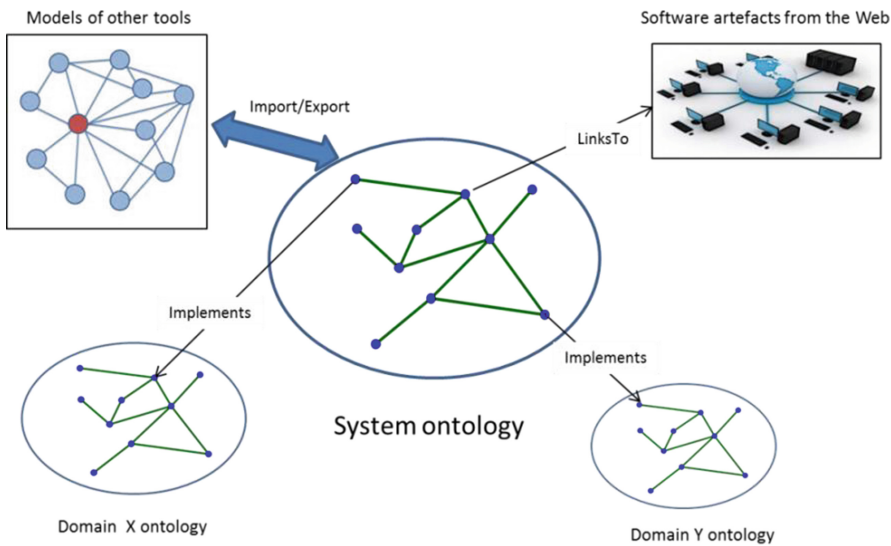 Models of other tools
Software artefacts from the Web
Import/Export
LinksTo
Implements
Implements
System ontology
Domain X ontology
Domain Y ontology